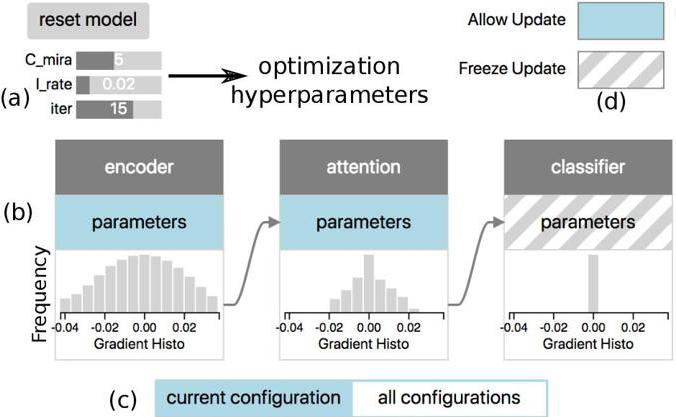 reset model
C_mira 5
l_rate 0.02
iter 15
(a)
optimization
hyperparameters
Allow Update
Freeze Update
(d)
(b)
encoder
parameters
Frequency
-0.04 -0.02 0.00 0.02
Gradient Histo
attention
parameters
-0.04 -0.02 0.00 0.02
Gradient Histo
classifier
parameters
-0.04 -0.02 0.00 0.02
Gradient Histo
(c)
current configuration
all configurations